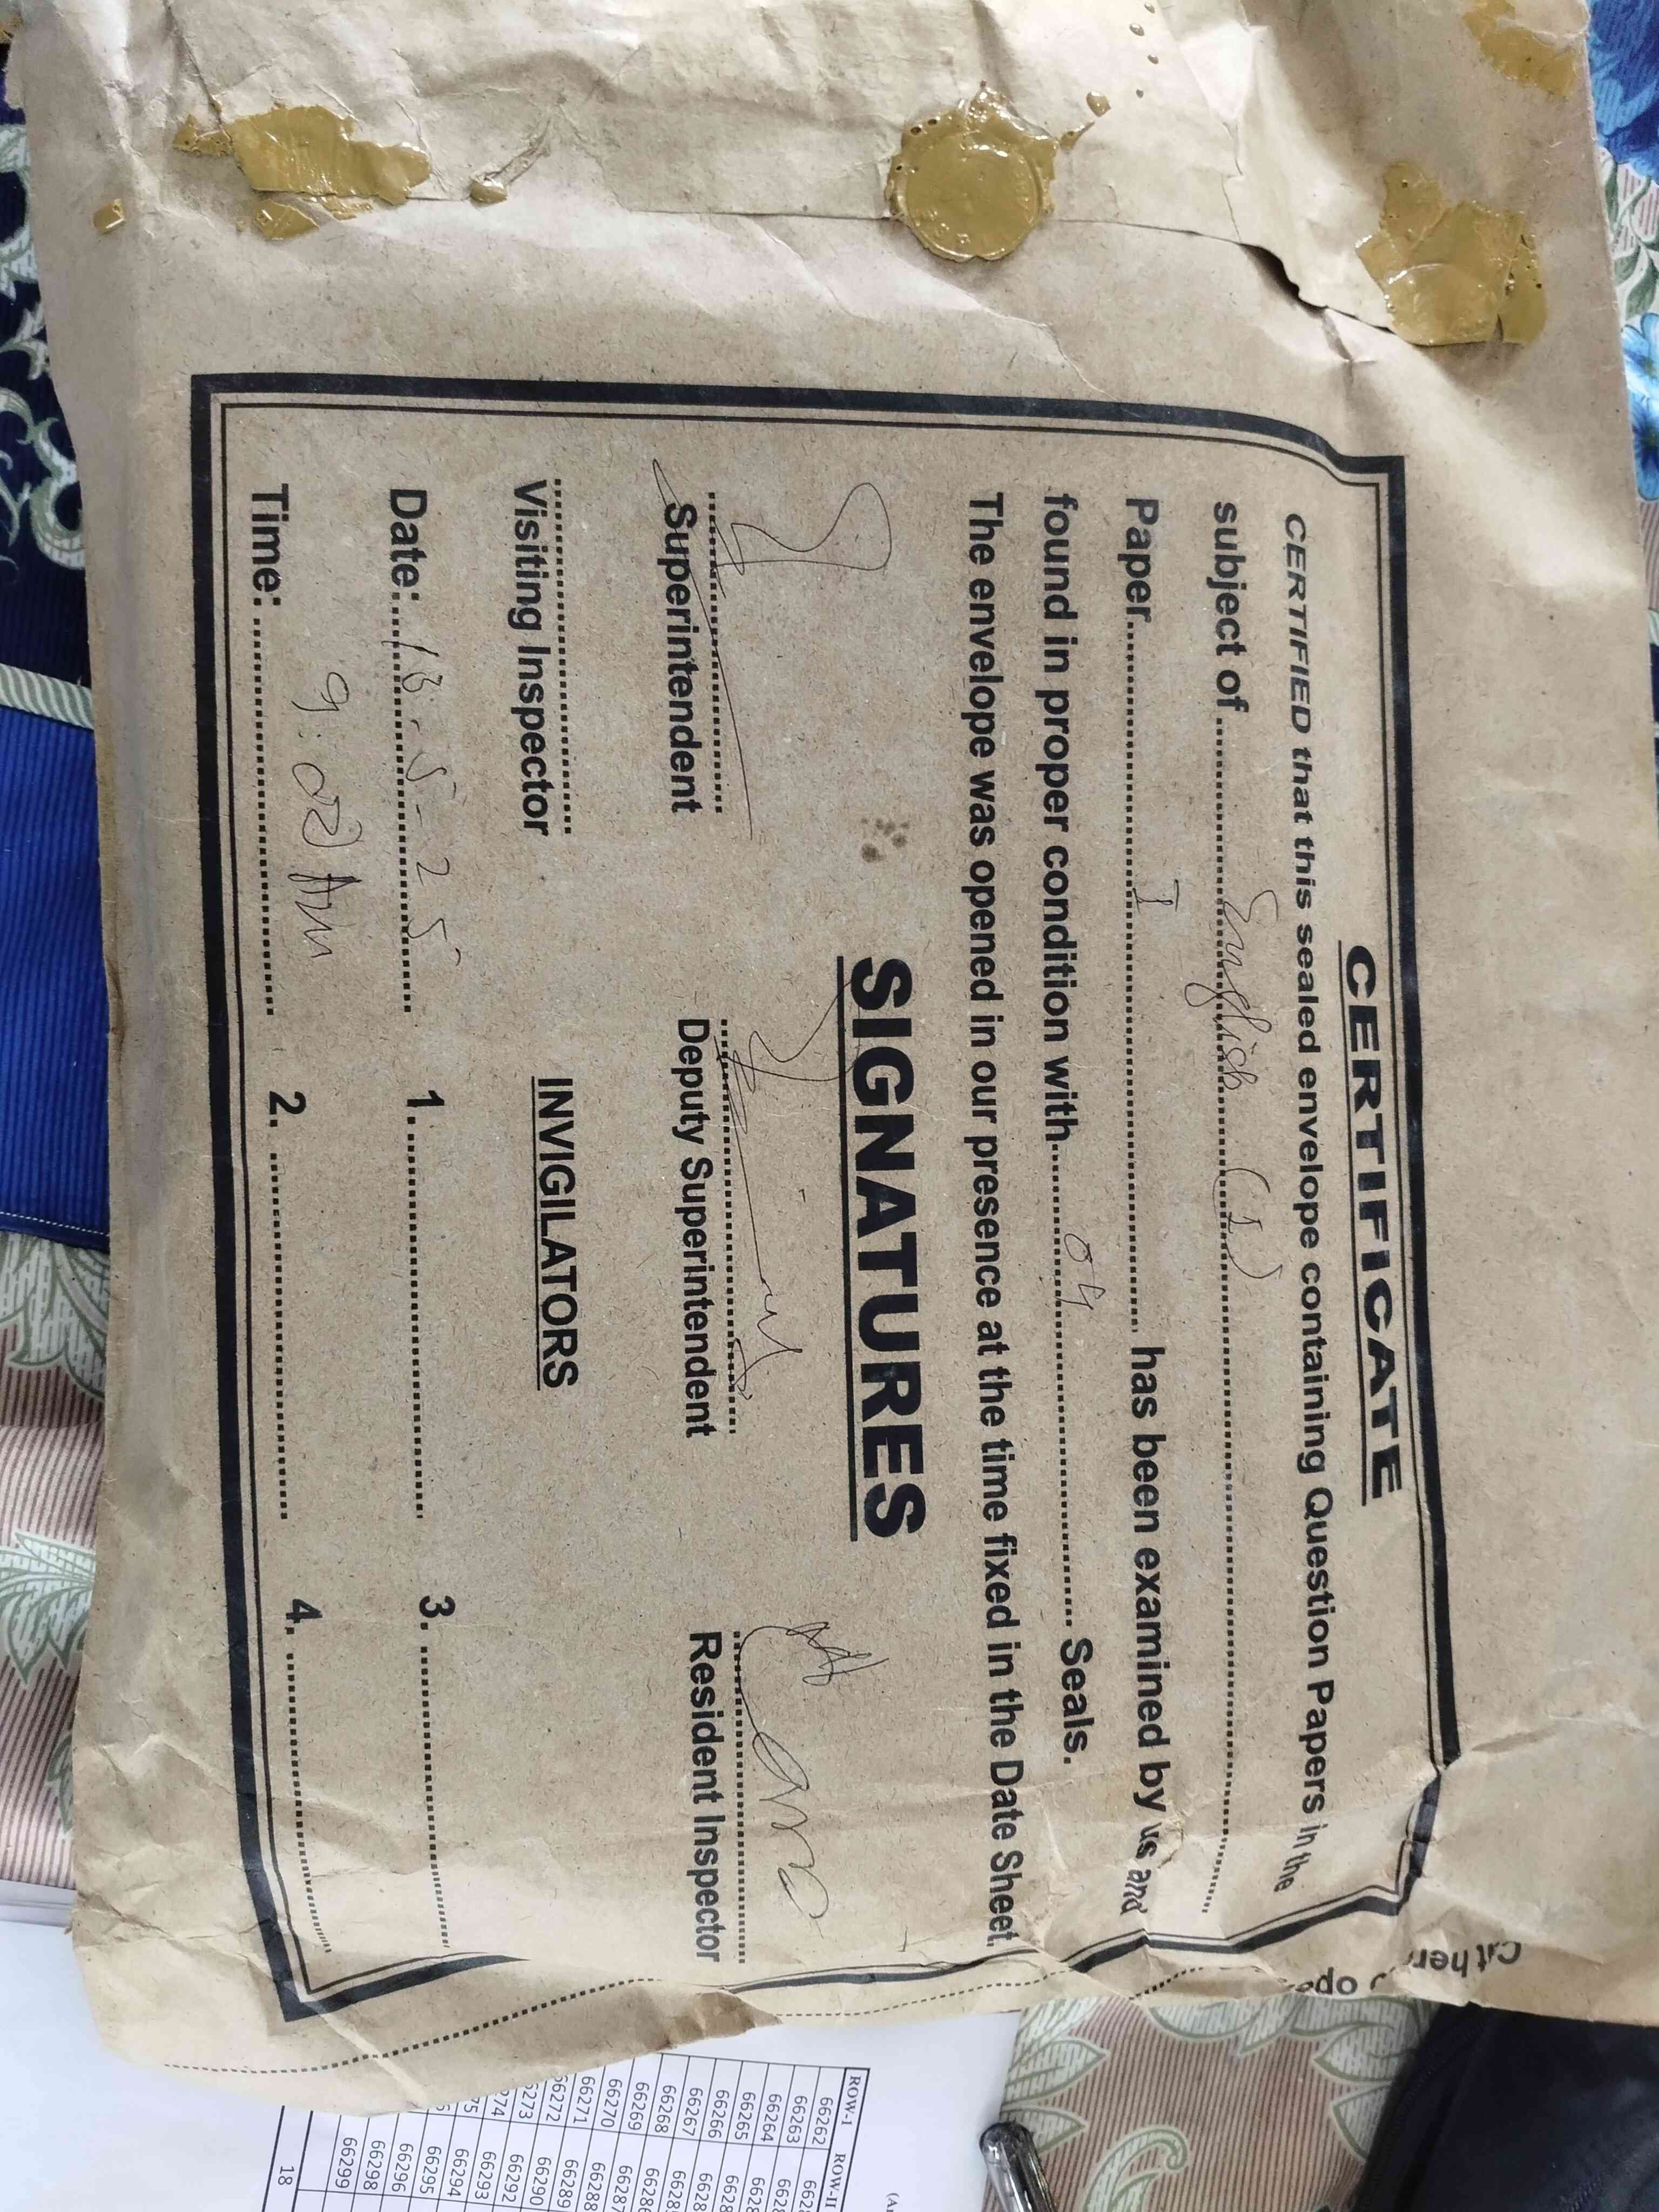 CERTIFICATE
CERTIFIED that this sealed envelope containing Question Papers in the
subject of English (I)
Paper I has been examined by us and
found in proper condition with 04 Seals.
The envelope was opened in our presence at the time fixed in the Date Sheet.
SIGNATURES
Superintendent Deputy Superintendent Resident Inspector
Visiting Inspector INVIGILATORS
Date: 13-5-25 1. 3.
Time: 9:02 AM 2. 4.
ROW-I ROW-II
66262
66263
66264
66265
66266
66267
66268
66269
66270
66271 66288
66272 66289
66290
66292
66293
66294
66295
66296
66298
66299
18